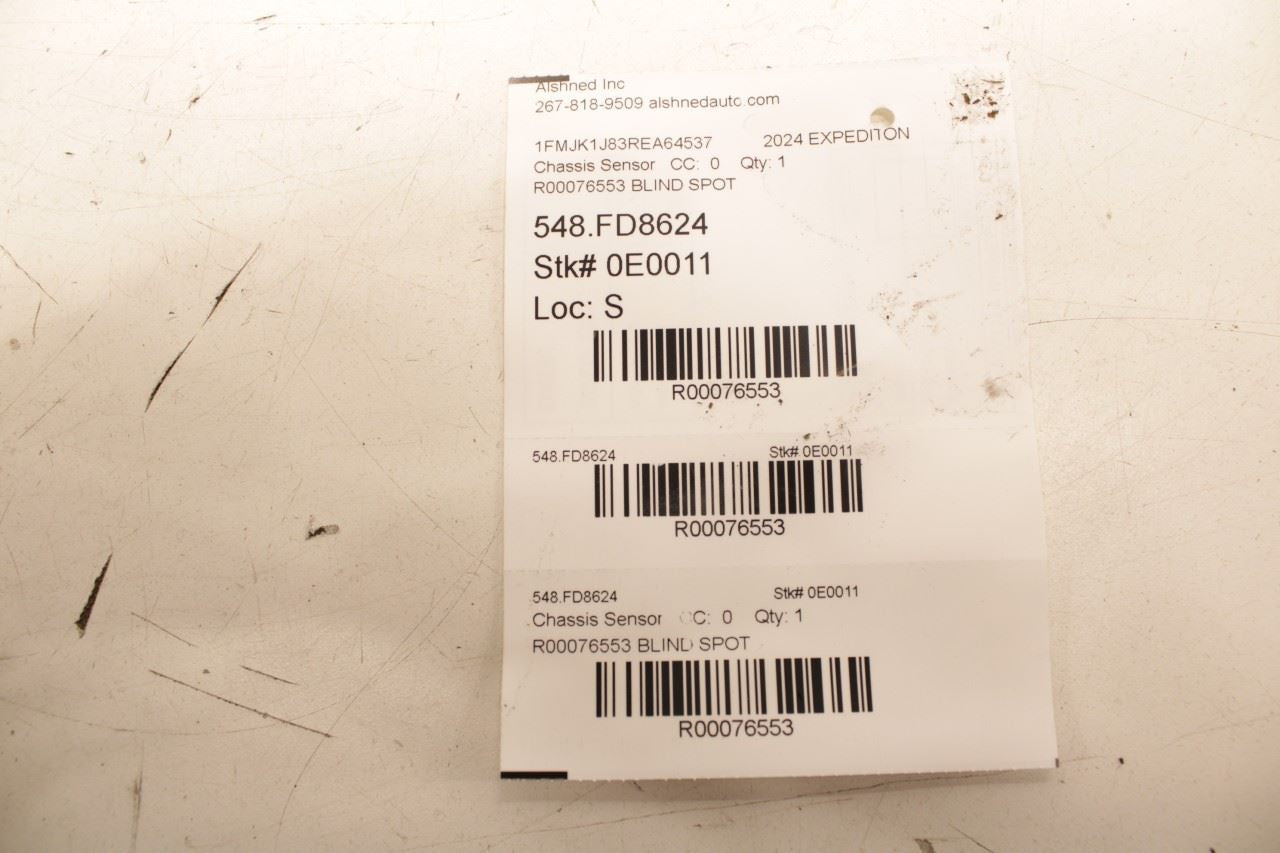 Alshned Inc
267-818-9509 alshnedauto.com
1FMJK1J83REA64537 2024 EXPEDITON
Chassis Sensor CC: 0 Qty: 1
R00076553 BLIND SPOT
548.FD8624
Stk# 0E0011
Loc: S
R00076553
548.FD8624 Stk# 0E0011
R00076553
548.FD8624 Stk# 0E0011
Chassis Sensor CC: 0 Qty: 1
R00076553 BLIND SPOT
R00076553